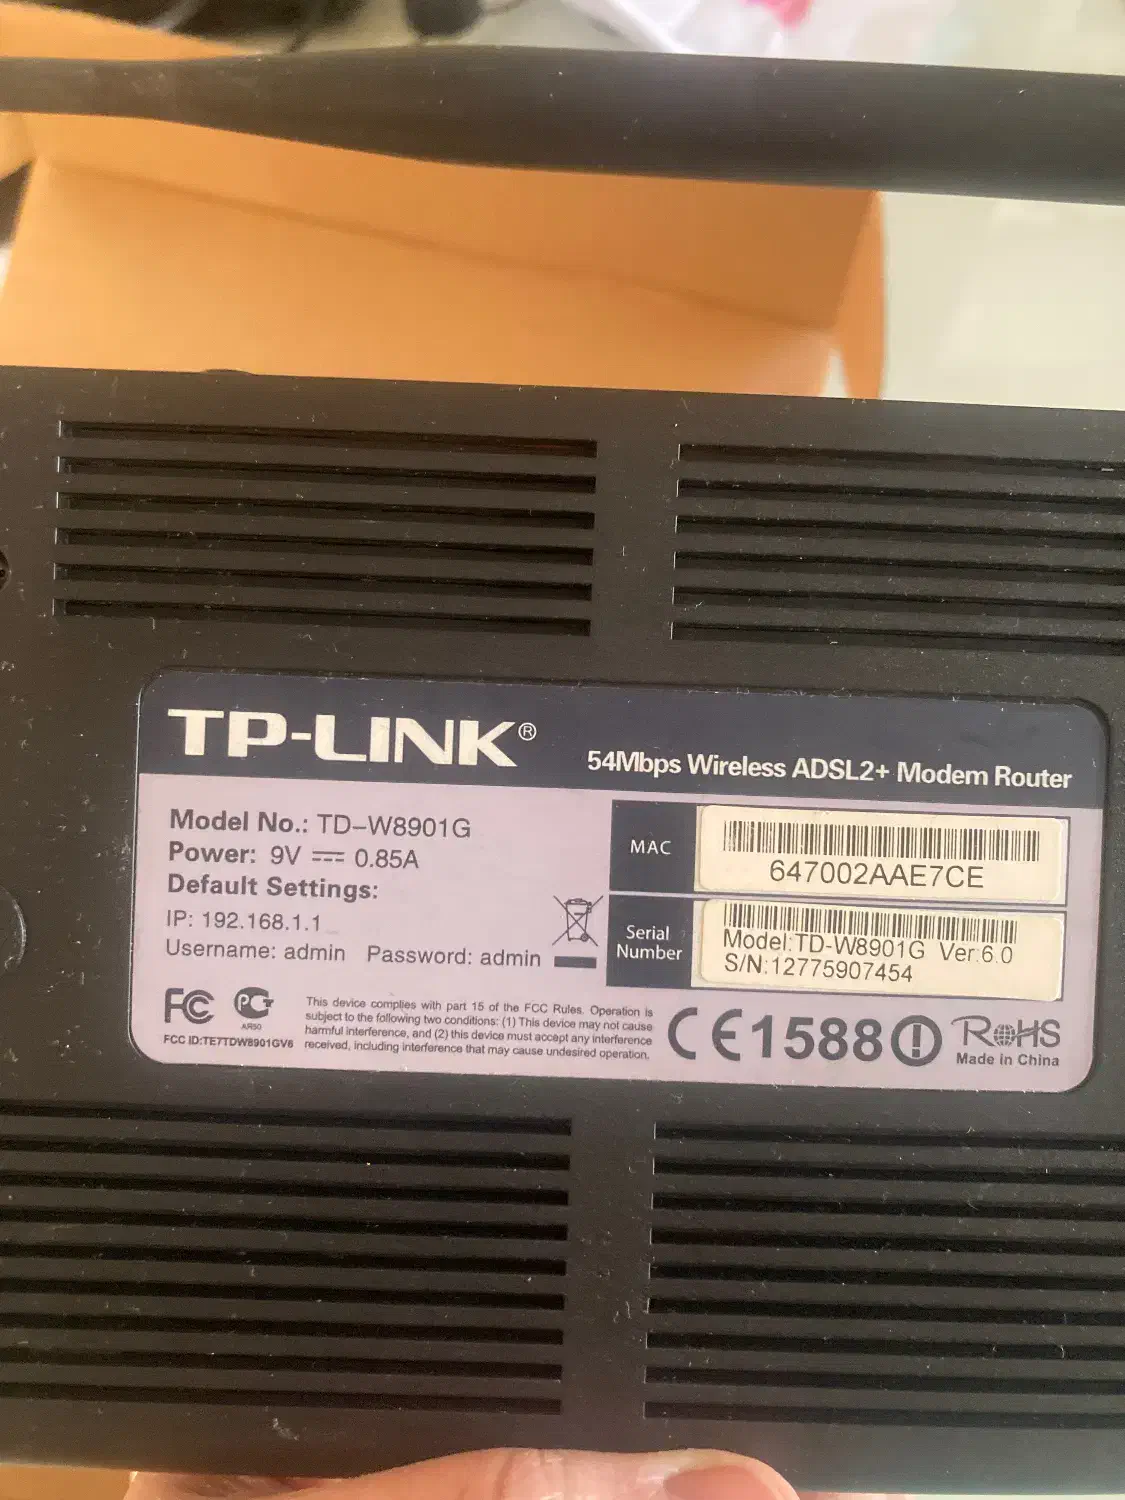 TP-LINK®
54Mbps Wireless ADSL2+ Modem Router
Model No.: TD-W8901G
Power: 9V 0.85A
Default Settings:
IP: 192.168.1.1
Username: admin Password: admin
MAC
647002AAE7CE
Serial
Number
Model:TD-W8901G Ver:6.0
S/N:12775907454
FC
PCT
AR50
FCC ID:TE7TDW8901GV6
This device complies with part 15 of the FCC Rules. Operation is
subject to the following two conditions: (1) This device may not cause
harmful interference, and (2) this device must accept any interference
received, including interference that may cause undesired operation.
CE1588
RoHS
Made in China